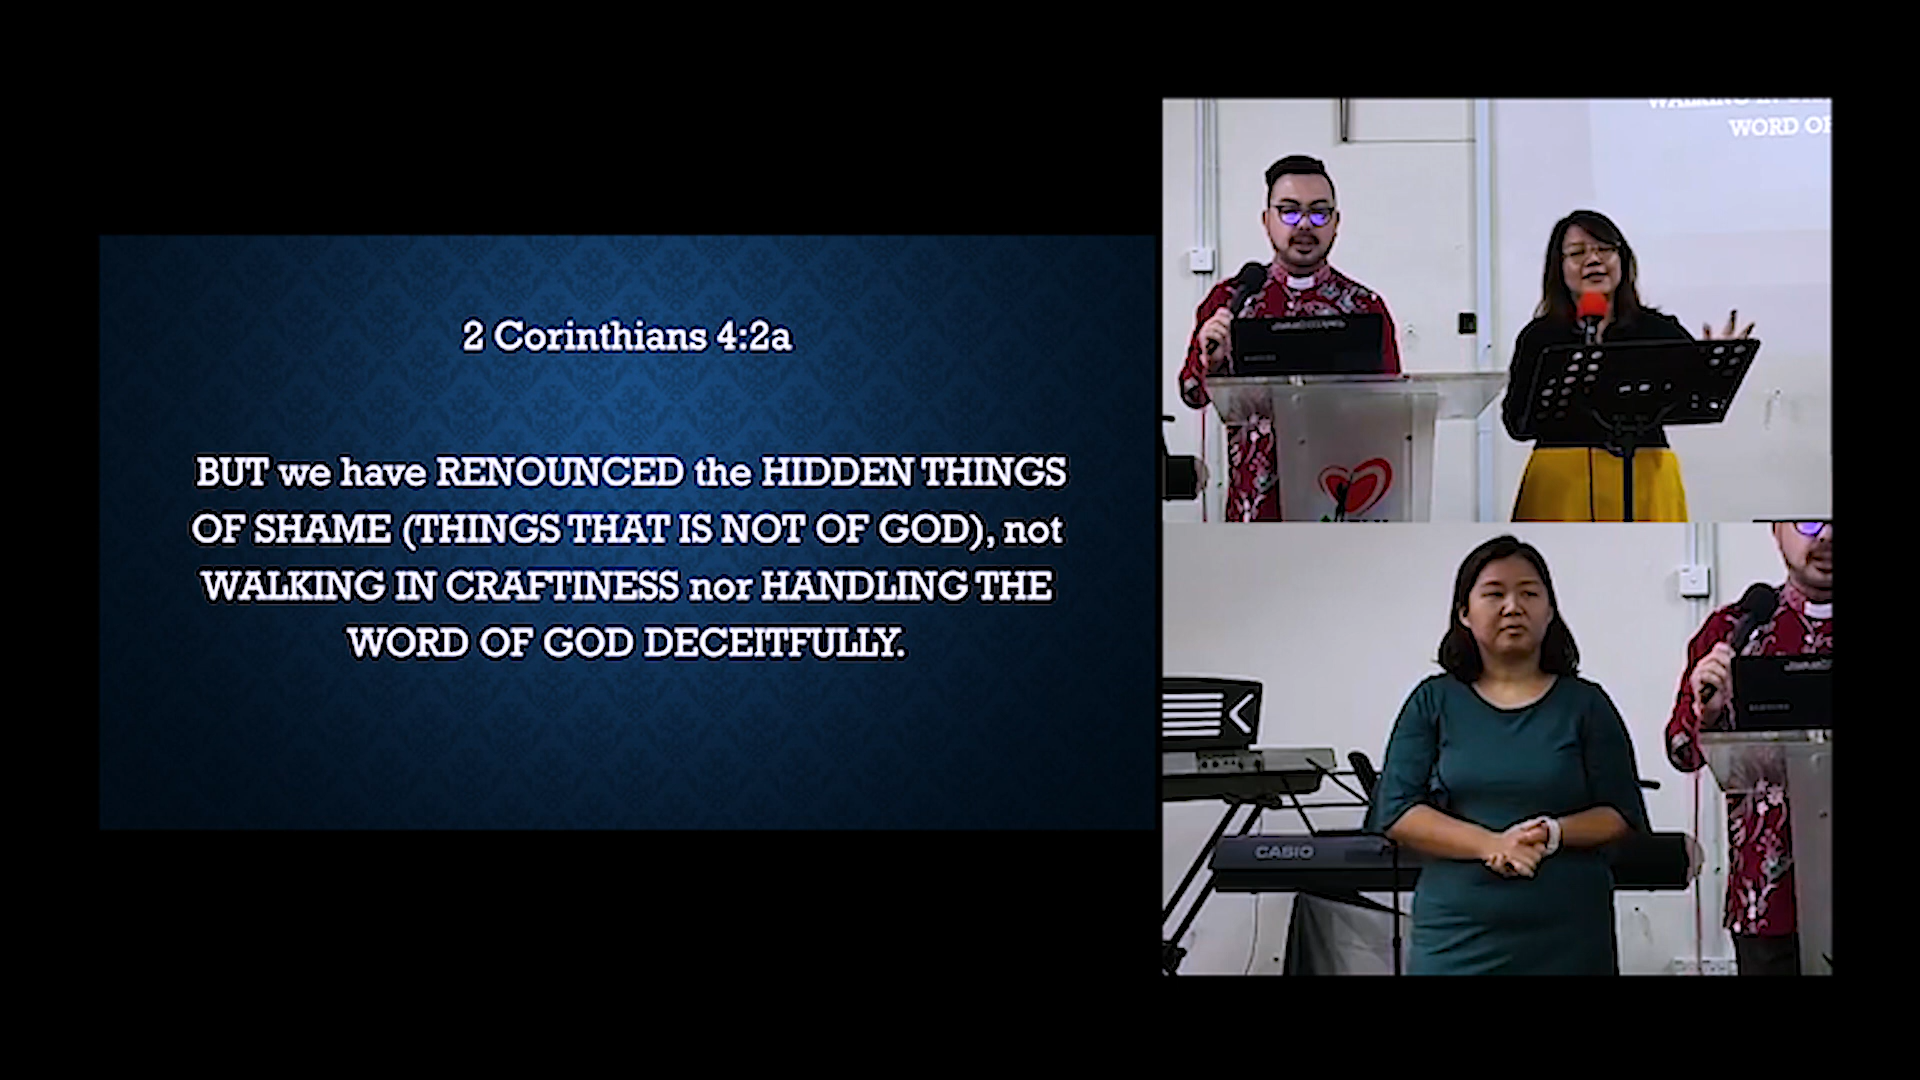 2 Corinthians 4:2a
BUT we have RENOUNCED the HIDDEN THINGS
OF SHAME (THINGS THAT IS NOT OF GOD), not
WALKING IN CRAFTINESS nor HANDLING THE
WORD OF GOD DECEITFULLY.
WORD OF
CASIO